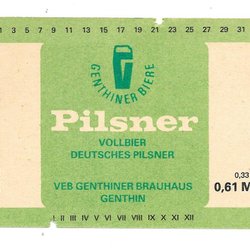 1 3 5 7 9 11 13 15 17 19 21 23 25 27 29 31
GENTHINER BIERE
Pilsner
VOLLBIER
DEUTSCHES PILSNER
0,33
0,61 M
VEB GENTHINER BRAUHAUS
GENTHIN
I II III IV V VI VII VIII IX X XI XII